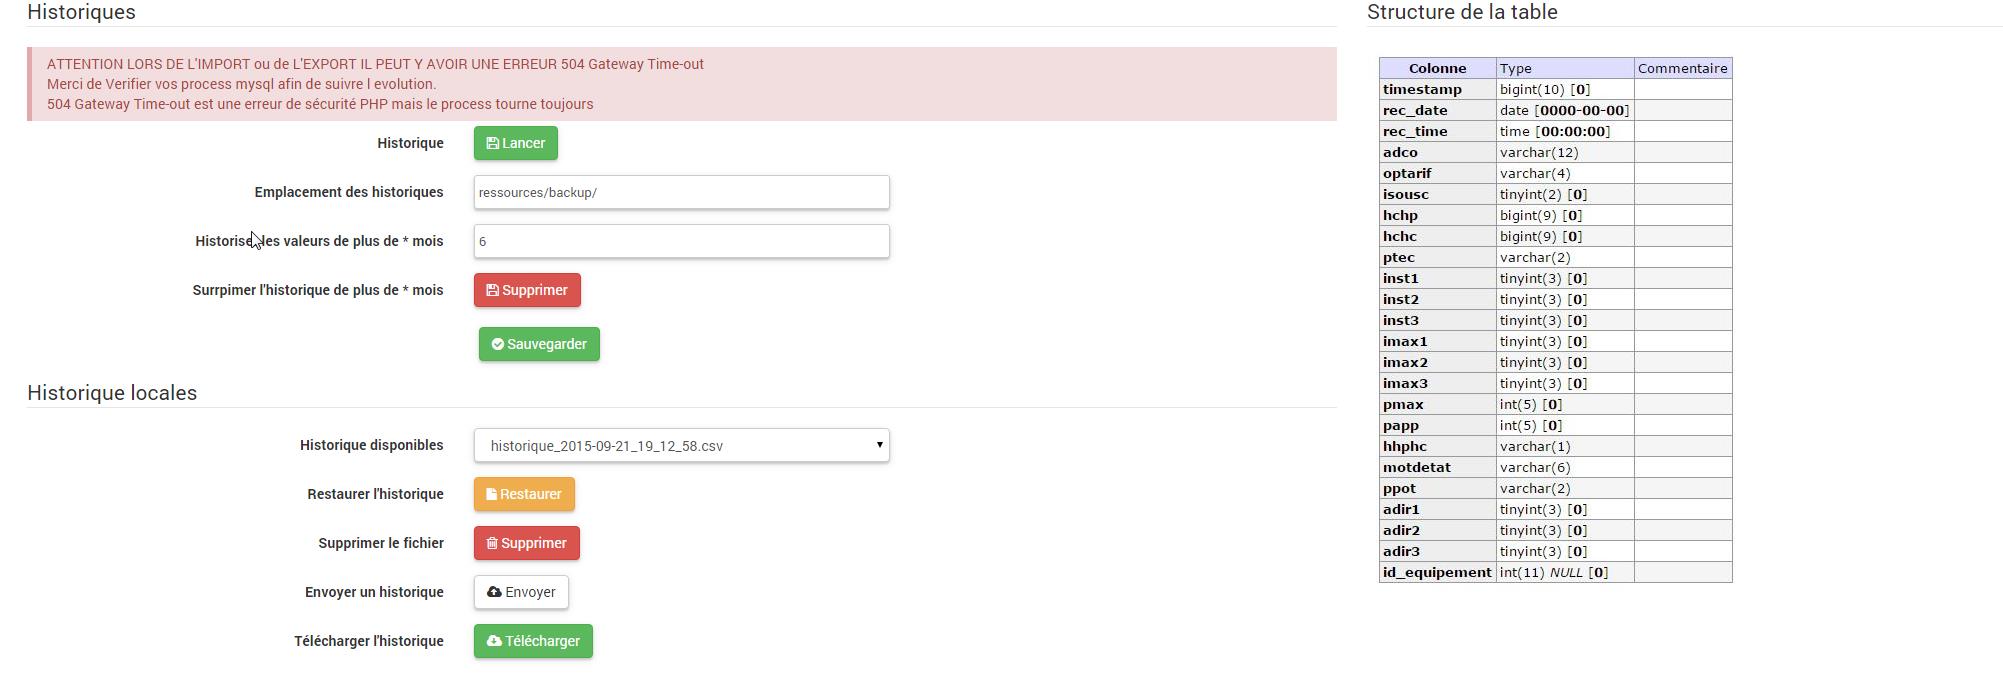 Historiques
ATTENTION LORS DE L'IMPORT ou de L'EXPORT IL PEUT Y AVOIR UNE ERREUR 504 Gateway Time-out
Merci de Verifier vos process mysql afin de suivre l evolution.
504 Gateway Time-out est une erreur de sécurité PHP mais le process tourne toujours
Historique Lancer
Emplacement des historiques ressources/backup/
Historiser les valeurs de plus de * mois 6
Surrpimer l'historique de plus de * mois Supprimer
Sauvegarder
Historique locales
Historique disponibles historique_2015-09-21_19_12_58.csv
Restaurer l'historique Restaurer
Supprimer le fichier Supprimer
Envoyer un historique Envoyer
Télécharger l'historique Télécharger
Structure de la table
Colonne Type Commentaire
timestamp bigint(10) [0]
rec_date date [0000-00-00]
rec_time time [00:00:00]
adco varchar(12)
optarif varchar(4)
isousc tinyint(2) [0]
hchp bigint(9) [0]
hchc bigint(9) [0]
ptec varchar(2)
inst1 tinyint(3) [0]
inst2 tinyint(3) [0]
inst3 tinyint(3) [0]
imax1 tinyint(3) [0]
imax2 tinyint(3) [0]
imax3 tinyint(3) [0]
pmax int(5) [0]
papp int(5) [0]
hhphc varchar(1)
motdetat varchar(6)
ppot varchar(2)
adir1 tinyint(3) [0]
adir2 tinyint(3) [0]
adir3 tinyint(3) [0]
id_equipement int(11) NULL [0]